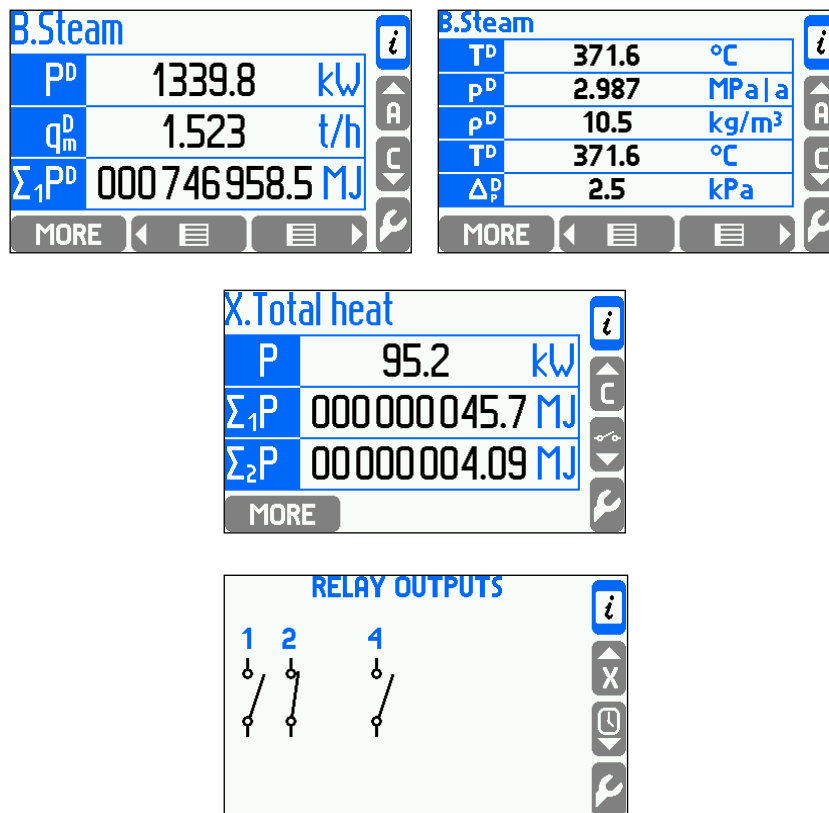 B.Steam
i
Pᴰ 1339.8 kW
A
qₘᴰ 1.523 t/h
C
Σ₁Pᴰ 000746958.5 MJ
MORE
B.Steam
i
Tᴰ 371.6 °C
pᴰ 2.987 MPa|a
A
ρᴰ 10.5 kg/m³
Tᴰ 371.6 °C
C
Δₚᴰ 2.5 kPa
MORE
X.Total heat
i
P 95.2 kW
C
Σ₁P 000000045.7 MJ
Σ₂P 00000004.09 MJ
MORE
RELAY OUTPUTS
i
1 2 4
X